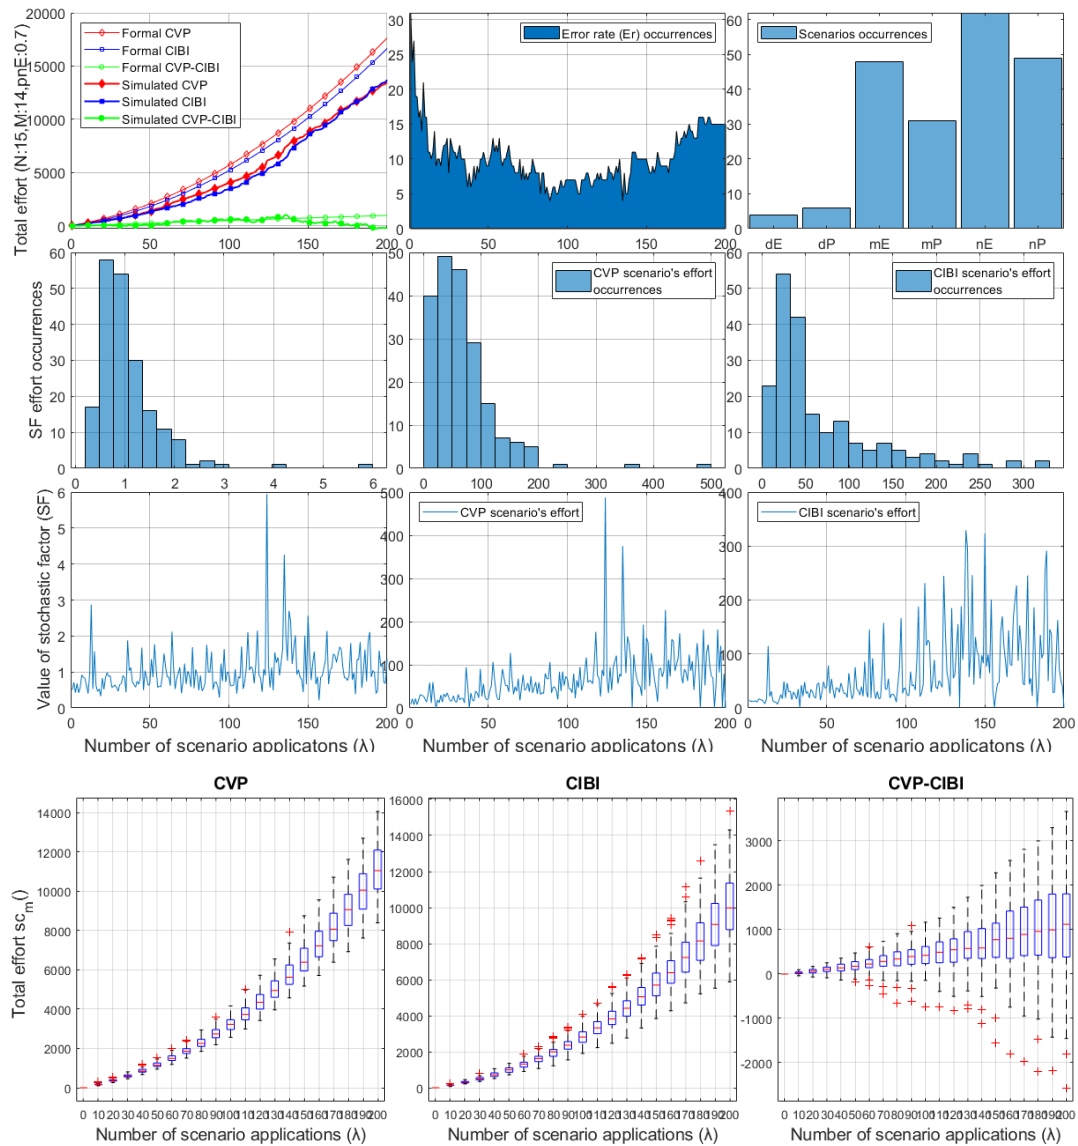 Total effort (N:15,M:14,pnE:0.7)
20000
15000
10000
5000
0
Formal CVP
Formal CIBI
Formal CVP-CIBI
Simulated CVP
Simulated CIBI
Simulated CVP-CIBI
0 50 100 150 200
30
25
20
15
10
5
0
Error rate (Er) occurrences
0 50 100 150 200
60
50
40
30
20
10
0
Scenarios occurrences
dE dP mE mP nE nP
SF effort occurrences
60
50
40
30
20
10
0
0 1 2 3 4 5 6
50
40
30
20
10
0
CVP scenario's effort
occurrences
0 100 200 300 400 500
60
50
40
30
20
10
0
CIBI scenario's effort
occurrences
0 50 100 150 200 250 300
Value of stochastic factor (SF)
6
5
4
3
2
1
0
0 50 100 150 200
Number of scenario applicatons (λ)
500
400
300
200
100
0
CVP scenario's effort
0 50 100 150 200
Number of scenario applicatons (λ)
400
300
200
100
0
CIBI scenario's effort
0 50 100 150 200
Number of scenario applicatons (λ)
CVP
Total effort sc_m()
14000
12000
10000
8000
6000
4000
2000
0
0 10 20 30 40 50 60 70 80 90 100 110 120 130 140 150 160 170 180 190 200
Number of scenario applications (λ)
CIBI
16000
14000
12000
10000
8000
6000
4000
2000
0
0 10 20 30 40 50 60 70 80 90 100 110 120 130 140 150 160 170 180 190 200
Number of scenario applications (λ)
CVP-CIBI
3000
2000
1000
0
-1000
-2000
0 10 20 30 40 50 60 70 80 90 100 110 120 130 140 150 160 170 180 190 200
Number of scenario applications (λ)